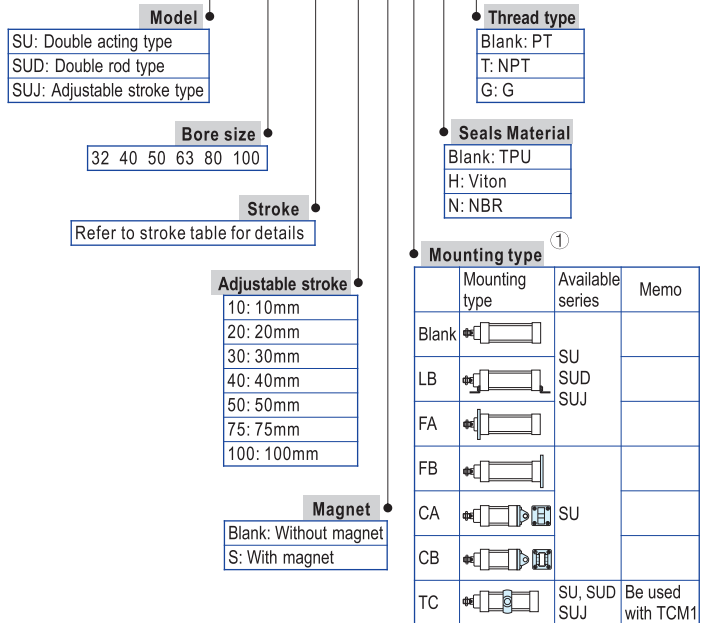 Model
SU: Double acting type
SUD: Double rod type
SUJ: Adjustable stroke type
Bore size
32 40 50 63 80 100
Stroke
Refer to stroke table for details
Adjustable stroke
10: 10mm
20: 20mm
30: 30mm
40: 40mm
50: 50mm
75: 75mm
100: 100mm
Magnet
Blank: Without magnet
S: With magnet
Thread type
Blank: PT
T: NPT
G: G
Seals Material
Blank: TPU
H: Viton
N: NBR
Mounting type ①
Mounting type
Available series
Memo
Blank
LB
FA
SU
SUD
SUJ
FB
CA
CB
SU
TC
SU, SUD
SUJ
Be used
with TCM1